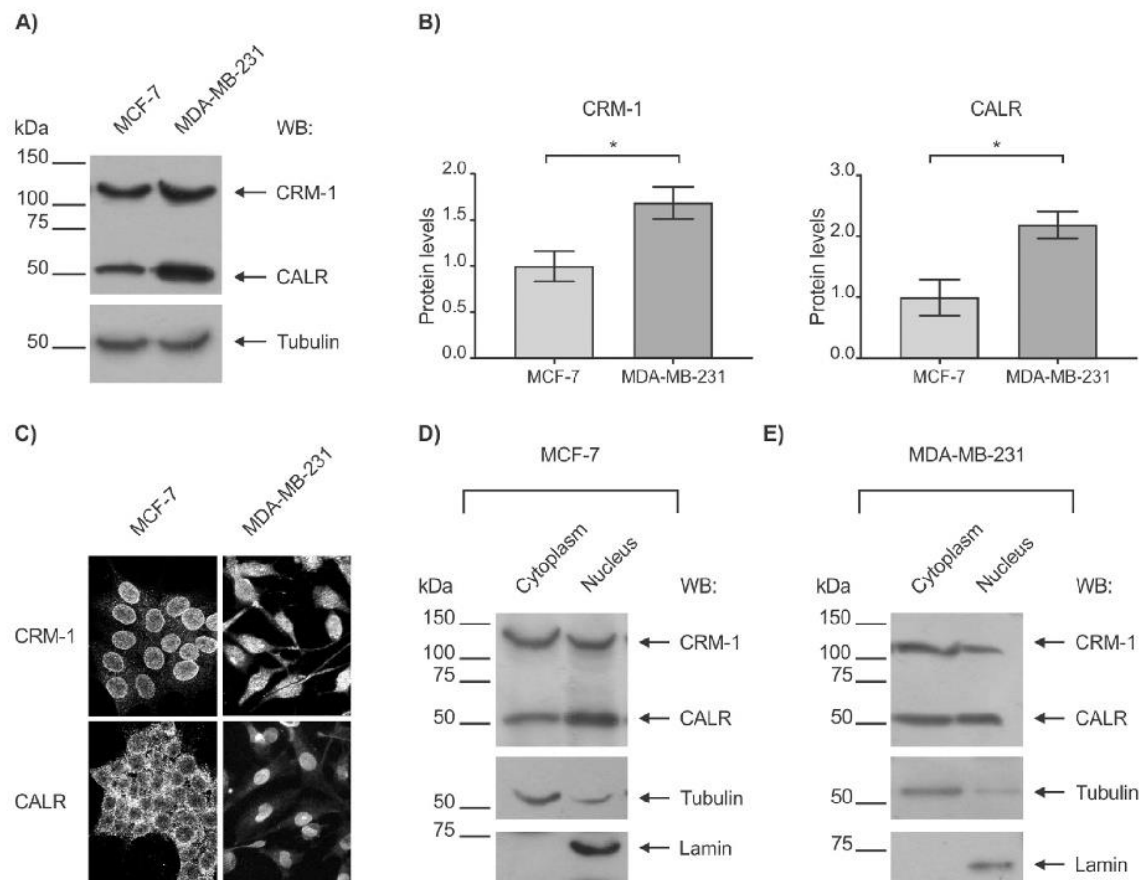 A)
MCF-7
MDA-MB-231
kDa
WB:
150
100
75
50
CRM-1
CALR
50
Tubulin
B)
CRM-1
*
Protein levels
2.0
1.5
1.0
0.5
0.0
MCF-7
MDA-MB-231
CALR
*
Protein levels
3.0
2.0
1.0
0.0
MCF-7
MDA-MB-231
C)
MCF-7
MDA-MB-231
CRM-1
CALR
D)
MCF-7
Cytoplasm
Nucleus
kDa
WB:
150
100
75
50
CRM-1
CALR
50
Tubulin
75
Lamin
E)
MDA-MB-231
Cytoplasm
Nucleus
kDa
WB:
150
100
75
50
CRM-1
CALR
50
Tubulin
75
Lamin